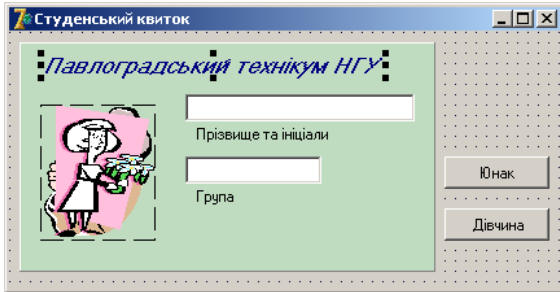 Студенський квиток
Павлоградський технікум НГУ
Прізвище та ініціали
Група
Юнак
Дівчина